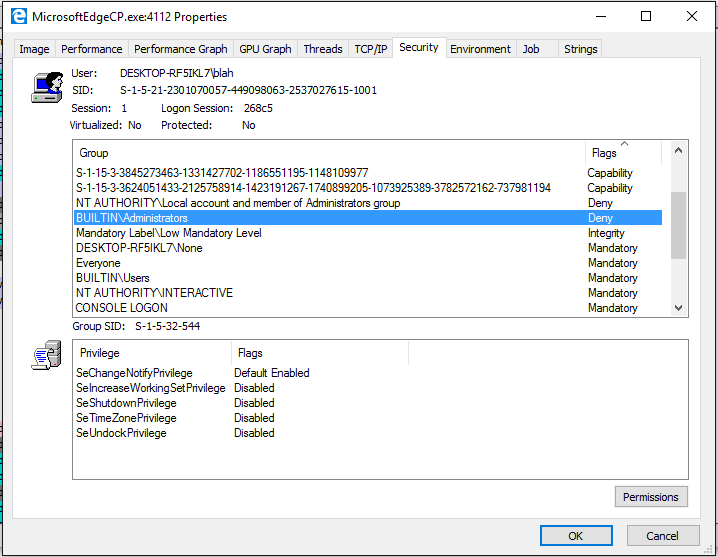 MicrosoftEdgeCP.exe:4112 Properties
Image Performance Performance Graph GPU Graph Threads TCP/IP Security Environment Job Strings
User: DESKTOP-RF5IKL7\blah
SID: S-1-5-21-2301070057-449098063-2537027615-1001
Session: 1 Logon Session: 268c5
Virtualized: No Protected: No
Group Flags
S-1-15-3-3845273463-1331427702-1186551195-1148109977 Capability
S-1-15-3-3624051433-2125758914-1423191267-1740899205-1073925389-3782572162-737981194 Capability
NT AUTHORITY\Local account and member of Administrators group Deny
BUILTIN\Administrators Deny
Mandatory Label\Low Mandatory Level Integrity
DESKTOP-RF5IKL7\None Mandatory
Everyone Mandatory
BUILTIN\Users Mandatory
NT AUTHORITY\INTERACTIVE Mandatory
CONSOLE LOGON Mandatory
Group SID: S-1-5-32-544
Privilege Flags
SeChangeNotifyPrivilege Default Enabled
SeIncreaseWorkingSetPrivilege Disabled
SeShutdownPrivilege Disabled
SeTimeZonePrivilege Disabled
SeUndockPrivilege Disabled
Permissions
OK Cancel